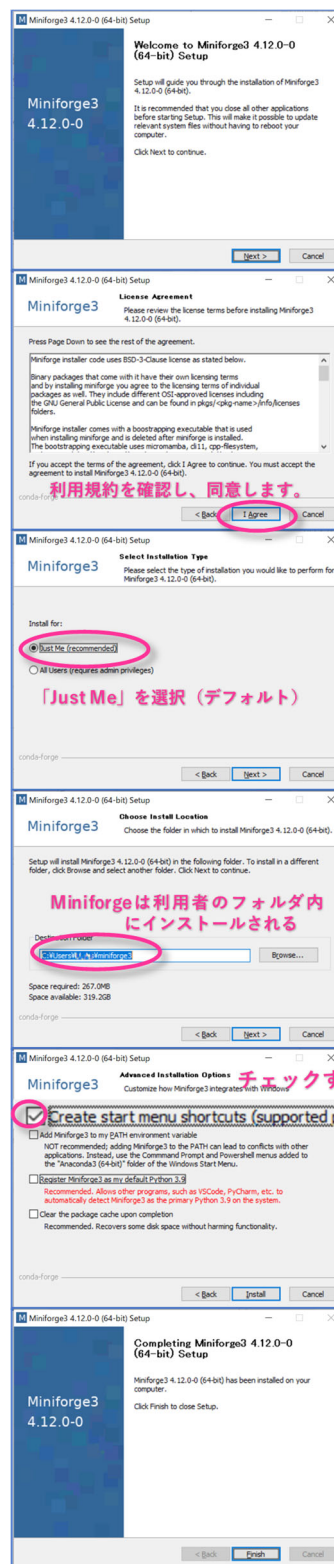 Miniforge3 4.12.0-0 (64-bit) Setup
Welcome to Miniforge3 4.12.0-0
(64-bit) Setup
Setup will guide you through the installation of Miniforge3
4.12.0-0 (64-bit).
It is recommended that you close all other applications
before starting Setup. This will make it possible to update
relevant system files without having to reboot your
computer.
Click Next to continue.
Miniforge3
4.12.0-0
Next >
Cancel
Miniforge3 4.12.0-0 (64-bit) Setup
Miniforge3
License Agreement
Please review the license terms before installing Miniforge3
4.12.0-0 (64-bit).
Press Page Down to see the rest of the agreement.
Miniforge installer code uses BSD-3-Clause license as stated below.
Binary packages that come with it have their own licensing terms
and by installing miniforge you agree to the licensing terms of individual
packages as well. They include different OSI-approved licenses including
the GNU General Public License and can be found in pkgs/<pkg-name>/info/licenses
folders.
Miniforge installer comes with a boostrapping executable that is used
when installing miniforge and is deleted after miniforge is installed.
The bootstrapping executable uses micromamba, cli11, cpp-filesystem,
If you accept the terms of the agreement, click I Agree to continue. You must accept the
agreement to install Miniforge3 4.12.0-0 (64-bit).
利用規約を確認し、同意します。
conda-forge
< Back
I Agree
Cancel
Miniforge3 4.12.0-0 (64-bit) Setup
Miniforge3
Select Installation Type
Please select the type of installation you would like to perform for
Miniforge3 4.12.0-0 (64-bit).
Install for:
Just Me (recommended)
All Users (requires admin privileges)
「Just Me」を選択（デフォルト）
conda-forge
< Back
Next >
Cancel
Miniforge3 4.12.0-0 (64-bit) Setup
Miniforge3
Choose Install Location
Choose the folder in which to install Miniforge3 4.12.0-0 (64-bit).
Setup will install Miniforge3 4.12.0-0 (64-bit) in the following folder. To install in a different
folder, click Browse and select another folder. Click Next to continue.
Miniforgeは利用者のフォルダ内
にインストールされる
Destination Folder
Browse...
Space required: 267.0MB
Space available: 319.2GB
conda-forge
< Back
Next >
Cancel
Miniforge3 4.12.0-0 (64-bit) Setup
Miniforge3
Advanced Installation Options
Customize how Miniforge3 integrates with Windows
チェックす
Create start menu shortcuts (supported
Add Miniforge3 to my PATH environment variable
NOT recommended; adding Miniforge3 to the PATH can lead to conflicts with other
applications. Instead, use the Commmand Prompt and Powershell menus added to
the "Anaconda3 (64-bit)" folder of the Windows Start Menu.
Register Miniforge3 as my default Python 3.9
Recommended. Allows other programs, such as VSCode, PyCharm, etc. to
automatically detect Miniforge3 as the primary Python 3.9 on the system.
Clear the package cache upon completion
Recommended. Recovers some disk space without harming functionality.
conda-forge
< Back
Install
Cancel
Miniforge3 4.12.0-0 (64-bit) Setup
Completing Miniforge3 4.12.0-0
(64-bit) Setup
Miniforge3 4.12.0-0 (64-bit) has been installed on your
computer.
Click Finish to close Setup.
Miniforge3
4.12.0-0
< Back
Finish
Cancel